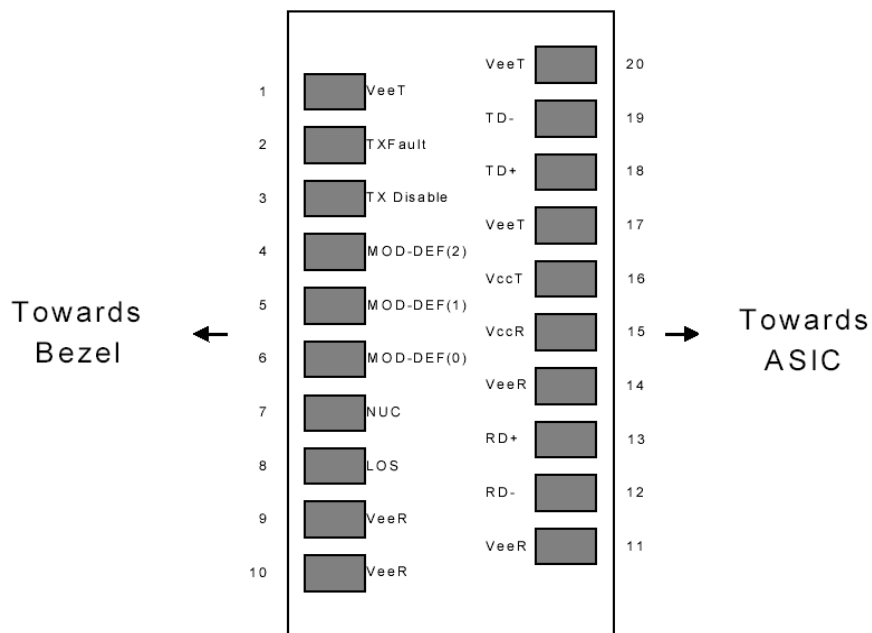 VeeT 20
1 VeeT
TD- 19
2 TXFault
TD+ 18
3 TX Disable
VeeT 17
4 MOD-DEF(2)
VccT 16
5 MOD-DEF(1)
VccR 15
6 MOD-DEF(0)
VeeR 14
7 NUC
RD+ 13
8 LOS
RD- 12
9 VeeR
VeeR 11
10 VeeR
Towards
Bezel
Towards
ASIC